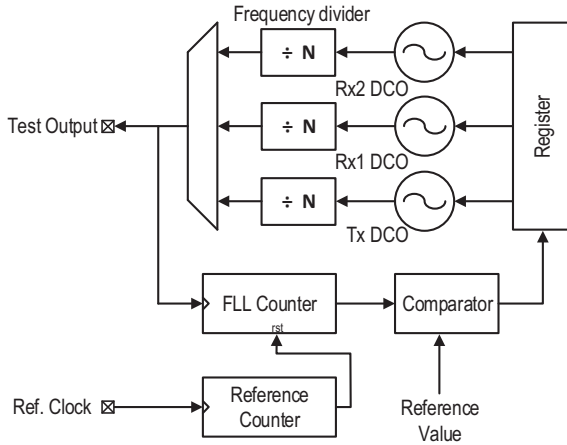 Frequency divider
÷ N
Rx2 DCO
Test Output
÷ N
Rx1 DCO
Register
÷ N
Tx DCO
FLL Counter
rst
Comparator
Ref. Clock
Reference
Counter
Reference
Value